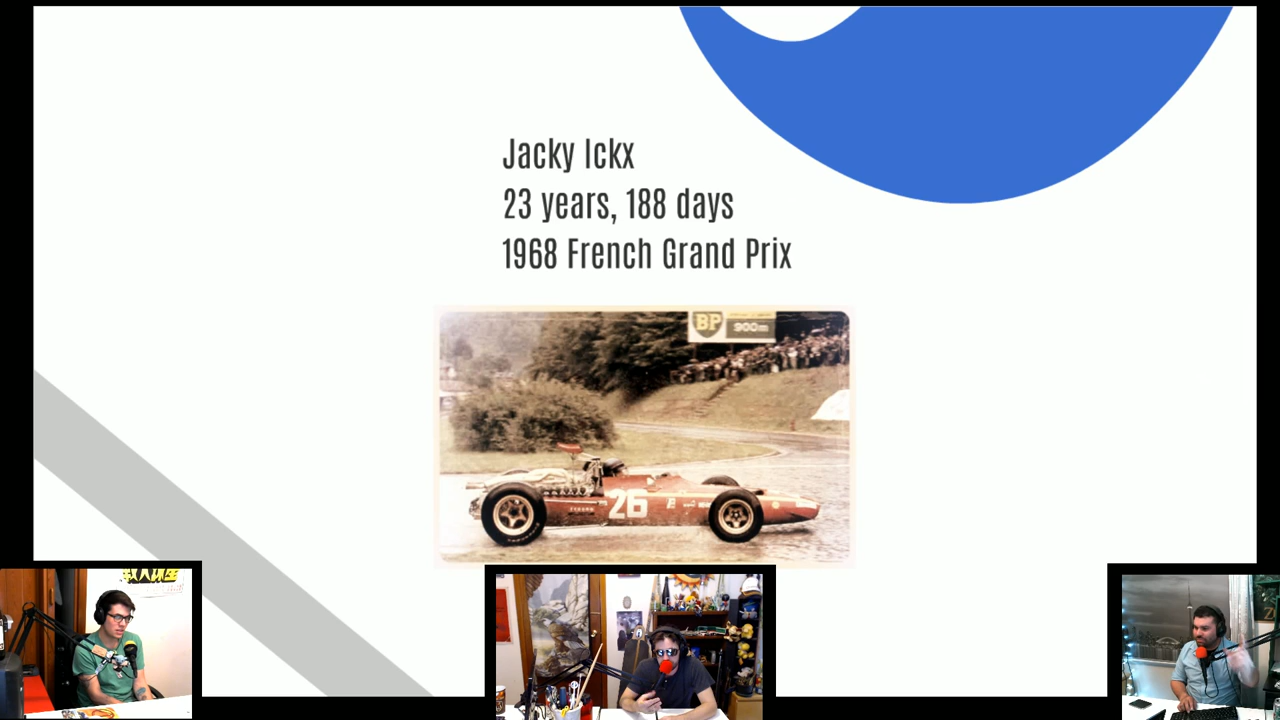 Jacky Ickx
23 years, 188 days
1968 French Grand Prix
BP
900m
26